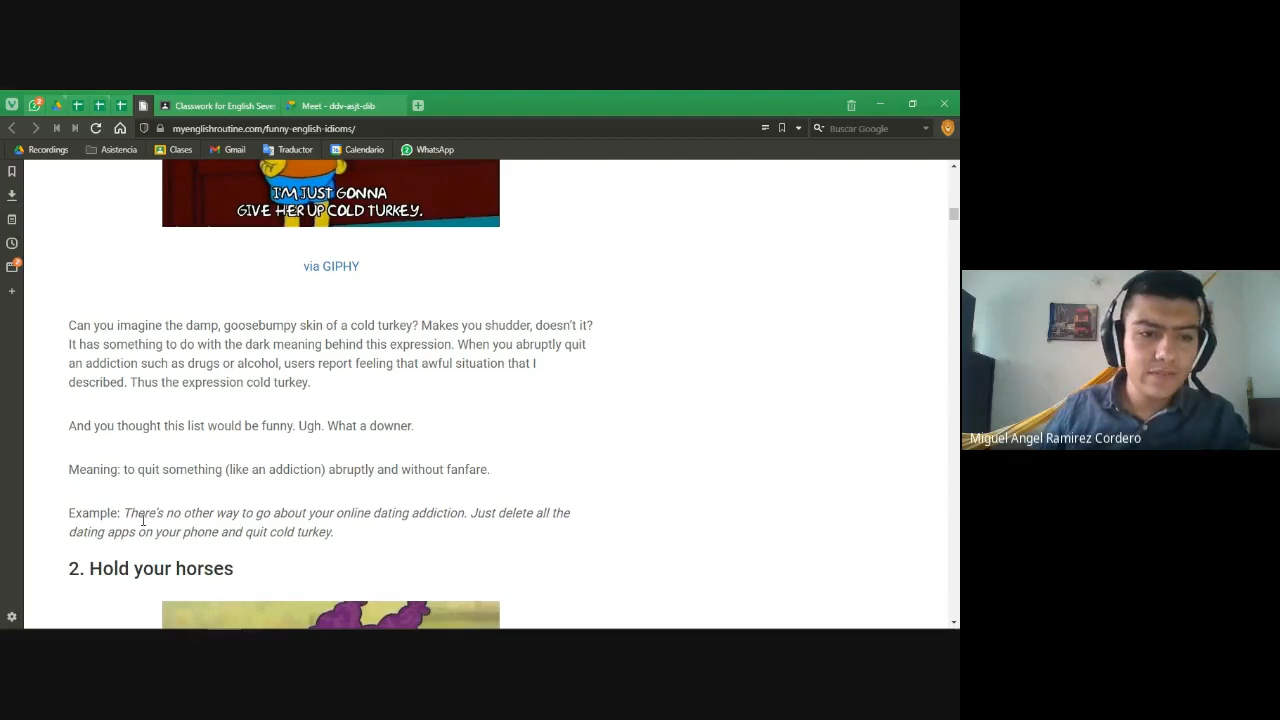 Classwork for English Seve
Meet - ddv-asjt-dib
myenglishroutine.com/funny-english-idioms/
Buscar Google
Recordings
Asistencia
Clases
Gmail
Traductor
Calendario
WhatsApp
I'M JUST GONNA
GIVE HER UP COLD TURKEY.
via GIPHY
Can you imagine the damp, goosebumpy skin of a cold turkey? Makes you shudder, doesn't it?
It has something to do with the dark meaning behind this expression. When you abruptly quit
an addiction such as drugs or alcohol, users report feeling that awful situation that I
described. Thus the expression cold turkey.
And you thought this list would be funny. Ugh. What a downer.
Meaning: to quit something (like an addiction) abruptly and without fanfare.
Example: There's no other way to go about your online dating addiction. Just delete all the
dating apps on your phone and quit cold turkey.
2. Hold your horses
Miguel Angel Ramirez Cordero